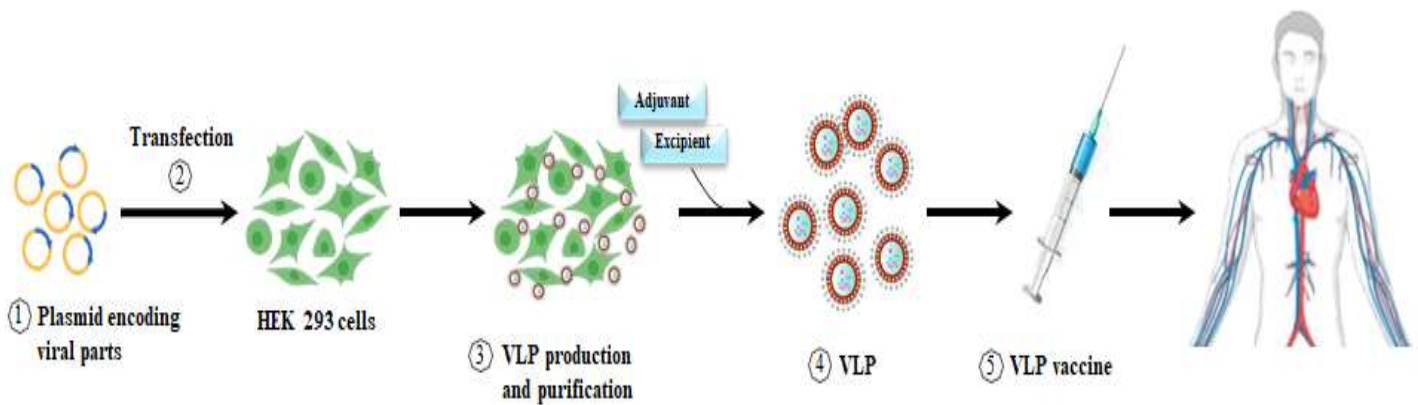 Transfection
②
① Plasmid encoding
viral parts
HEK 293 cells
③ VLP production
and purification
Adjuvant
Excipient
④ VLP
⑤ VLP vaccine